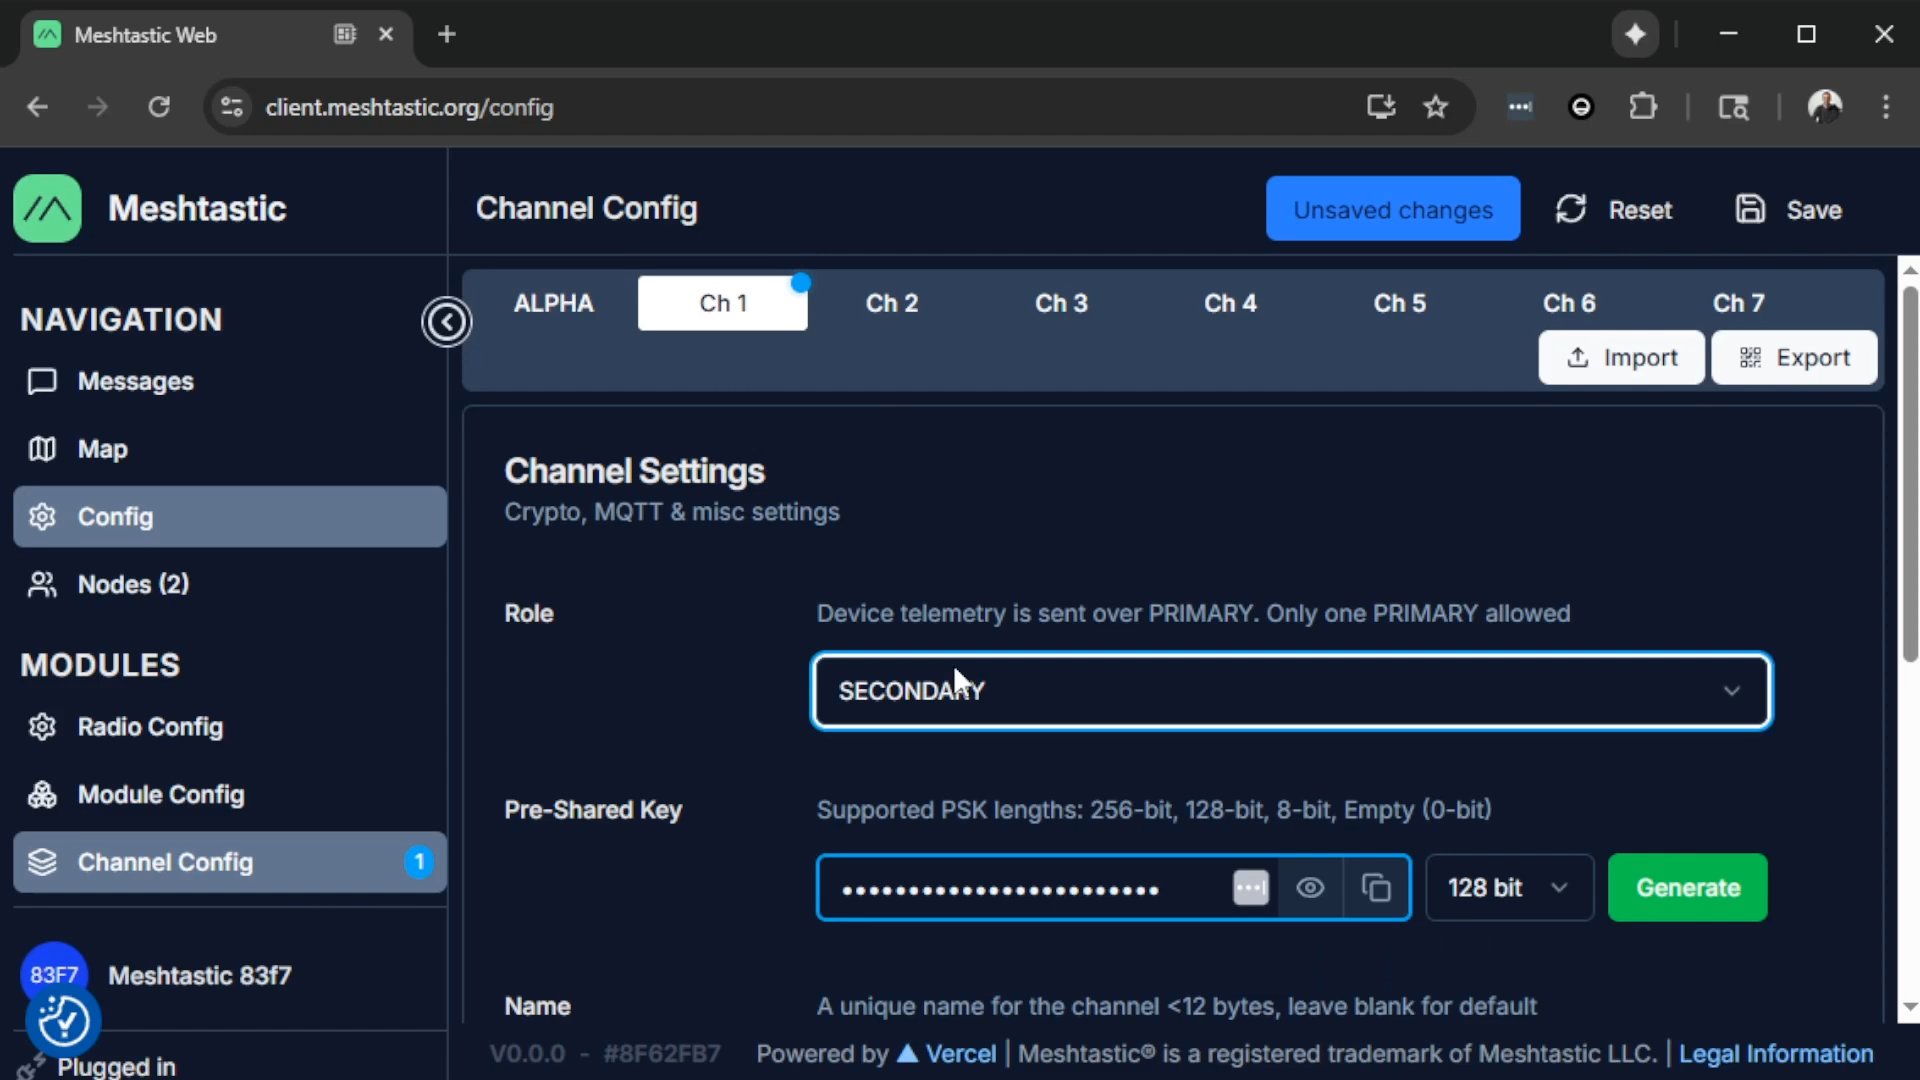 Meshtastic Web
client.meshtastic.org/config
Meshtastic
Channel Config
Unsaved changes
Reset
Save
NAVIGATION
ALPHA
Ch 1
Ch 2
Ch 3
Ch 4
Ch 5
Ch 6
Ch 7
Import
Export
Messages
Map
Config
Nodes (2)
MODULES
Radio Config
Module Config
Channel Config
1
83F7
Meshtastic 83f7
Plugged in
Channel Settings
Crypto, MQTT & misc settings
Role
Device telemetry is sent over PRIMARY. Only one PRIMARY allowed
SECONDARY
Pre-Shared Key
Supported PSK lengths: 256-bit, 128-bit, 8-bit, Empty (0-bit)
128 bit
Generate
Name
A unique name for the channel <12 bytes, leave blank for default
V0.0.0 - #8F62FB7
Powered by ▲ Vercel | Meshtastic® is a registered trademark of Meshtastic LLC. | Legal Information